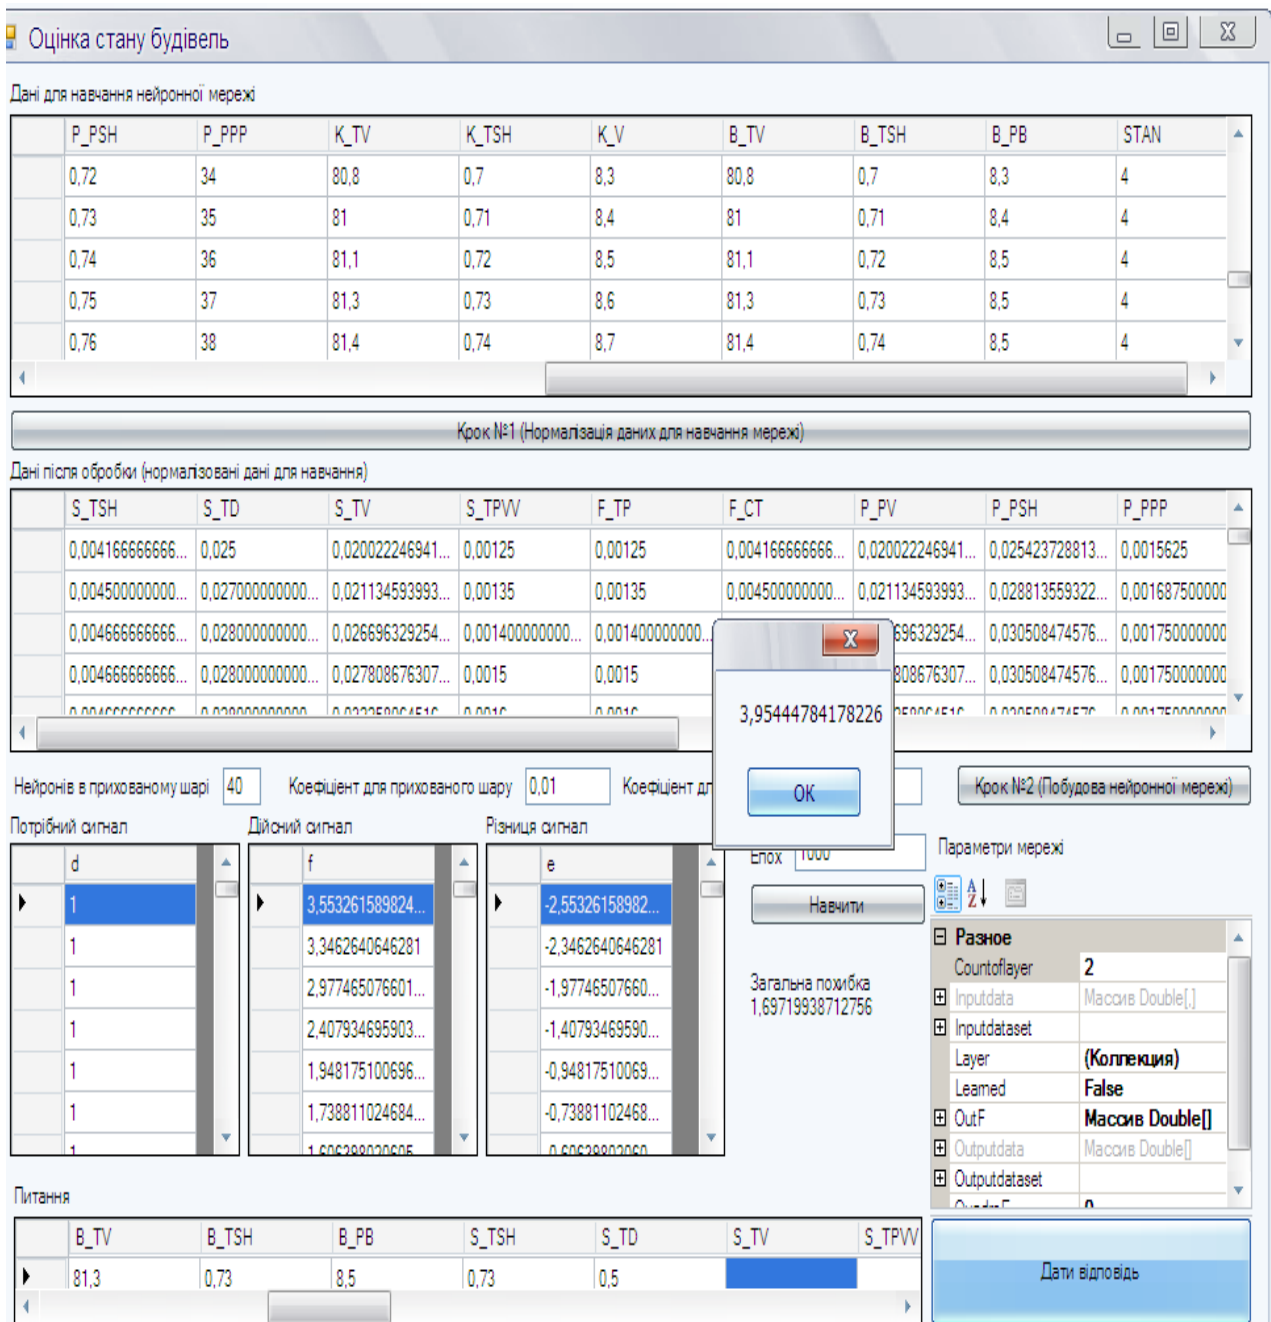 Оцінка стану будівель
Дані для навчання нейронної мережі
P_PSH P_PPP K_TV K_TSH K_V B_TV B_TSH B_PB STAN
0,72 34 80,8 0,7 8,3 80,8 0,7 8,3 4
0,73 35 81 0,71 8,4 81 0,71 8,4 4
0,74 36 81,1 0,72 8,5 81,1 0,72 8,5 4
0,75 37 81,3 0,73 8,6 81,3 0,73 8,5 4
0,76 38 81,4 0,74 8,7 81,4 0,74 8,5 4
Крок №1 (Нормалізація даних для навчання мережі)
Дані після обробки (нормалізовані дані для навчання)
S_TSH S_TD S_TV S_TPVV F_TP F_CT P_PV P_PSH P_PPP
0,004166666666... 0,025 0,020022246941... 0,00125 0,00125 0,004166666666... 0,020022246941... 0,025423728813... 0,0015625
0,004500000000... 0,027000000000... 0,021134593993... 0,00135 0,00135 0,004500000000... 0,021134593993... 0,028813559322... 0,001687500000
0,004666666666... 0,028000000000... 0,026696329254... 0,001400000000... 0,001400000000... 696329254... 0,030508474576... 0,001750000000
0,004666666666... 0,028000000000... 0,027808676307... 0,0015 0,0015 808676307... 0,030508474576... 0,001750000000
3,95444784178226
OK
Нейронів в прихованому шарі 40 Коефіціент для прихованого шару 0,01 Коефіціент дл Крок №2 (Побудова нейронної мережі)
Потрібний сигнал Дійсний сигнал Різниця сигнал
Епох 1000
Параметри мережі
d f e
1 3,553261589824... -2,55326158982...
1 3,3462640646281 -2,3462640646281
1 2,977465076601... -1,97746507660...
1 2,407934695903... -1,40793469590...
1 1,948175100696... -0,94817510069...
1 1,738811024684... -0,73881102468...
1
Навчити
Загальна похибка
1,69719938712756
Разное
Countoflayer 2
Inputdata Массив Double[,]
Inputdataset
Layer (Коллекция)
Learned False
OutF Массив Double[]
Outputdata Массив Double[]
Outputdataset
Питання
B_TV B_TSH B_PB S_TSH S_TD S_TV S_TPVV
81,3 0,73 8,5 0,73 0,5
Дати відповідь